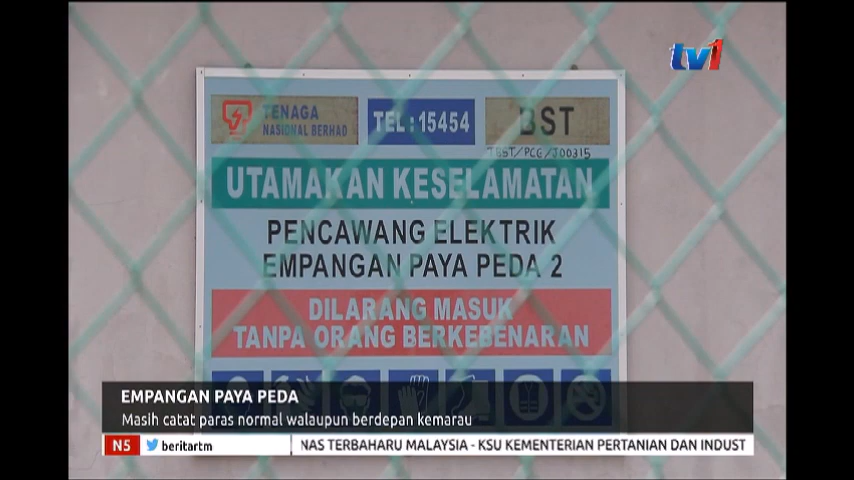 tv1
TENAGA
NASIONAL BERHAD
TEL : 15454
BST
TBST/PCE/J00315
UTAMAKAN KESELAMATAN
PENCAWANG ELEKTRIK
EMPANGAN PAYA PEDA 2
DILARANG MASUK
TANPA ORANG BERKEBENARAN
EMPANGAN PAYA PEDA
Masih catat paras normal walaupun berdepan kemarau
N5
beritartm
NAS TERBAHARU MALAYSIA - KSU KEMENTERIAN PERTANIAN DAN INDUST